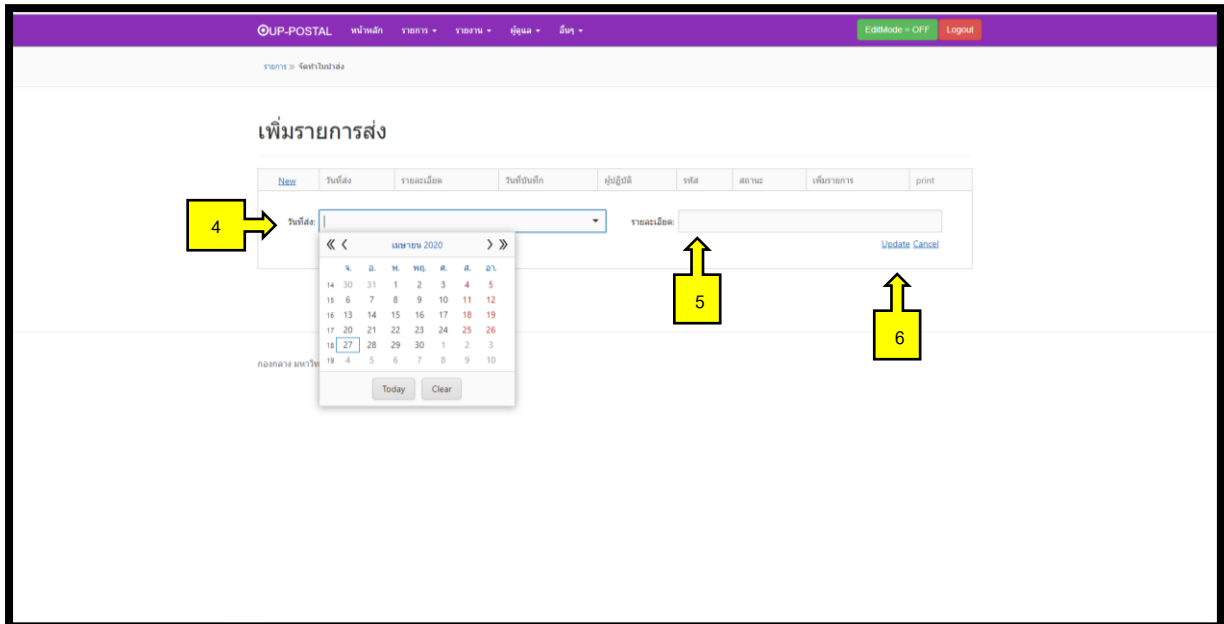 UP-POSTAL หน้าหลัก รายการ รายงาน ผู้ดูแล อื่นๆ EditMode = OFF Logout
รายการ » จัดทำใบนำส่ง
เพิ่มรายการส่ง
New วันที่ส่ง รายละเอียด วันที่บันทึก ผู้ปฏิบัติ รหัส สถานะ เพิ่มรายการ print
4 วันที่ส่ง: รายละเอียด:
Update Cancel
« ‹ เมษายน 2020 › »
จ. อ. พ. พฤ. ศ. ส. อา.
14 30 31 1 2 3 4 5
15 6 7 8 9 10 11 12
16 13 14 15 16 17 18 19
17 20 21 22 23 24 25 26
18 27 28 29 30 1 2 3
19 4 5 6 7 8 9 10
Today Clear
5
6
กองกลาง